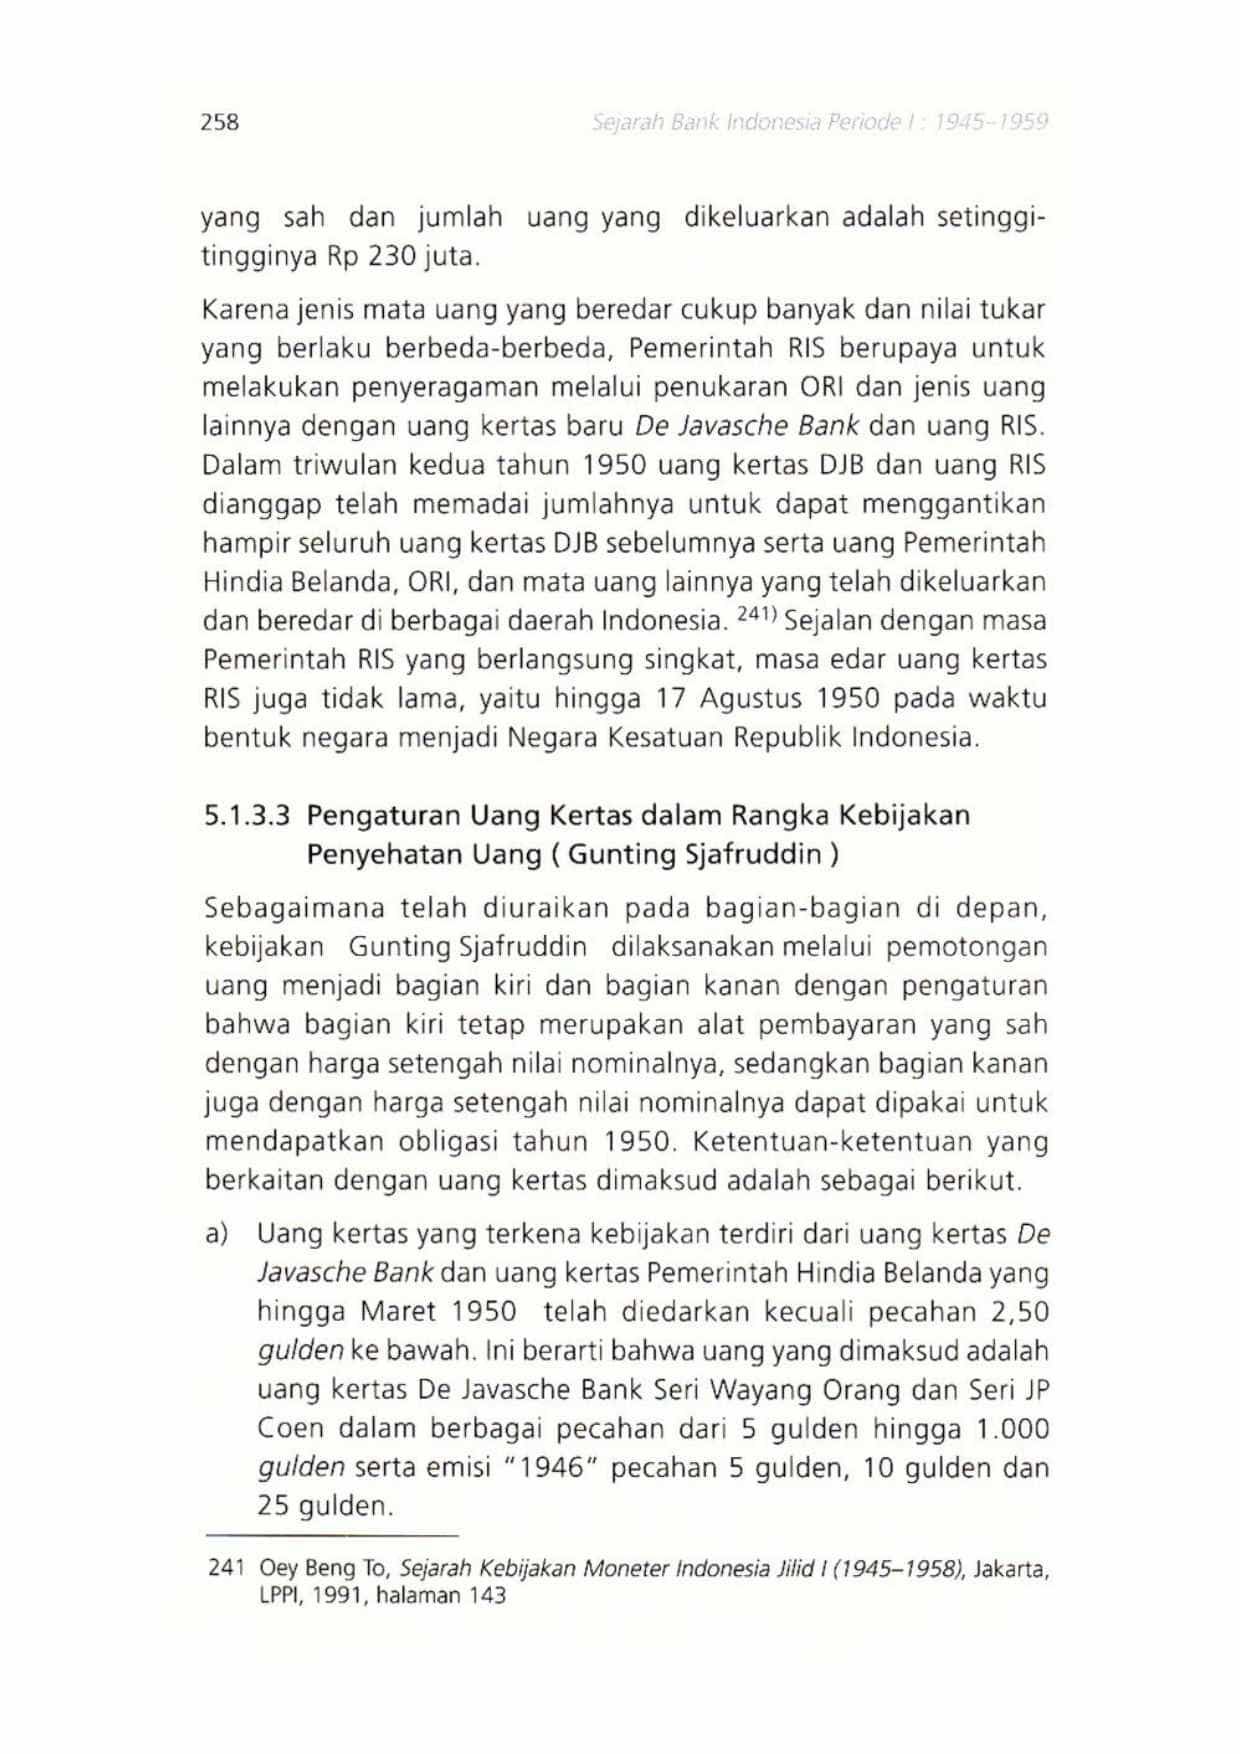 258
Sejarah Bank Indonesia Periode I : 1945–1959
yang sah dan jumlah uang yang dikeluarkan adalah setinggi-
tingginya Rp 230 juta.
Karena jenis mata uang yang beredar cukup banyak dan nilai tukar
yang berlaku berbeda-berbeda, Pemerintah RIS berupaya untuk
melakukan penyeragaman melalui penukaran ORI dan jenis uang
lainnya dengan uang kertas baru De Javasche Bank dan uang RIS.
Dalam triwulan kedua tahun 1950 uang kertas DJB dan uang RIS
dianggap telah memadai jumlahnya untuk dapat menggantikan
hampir seluruh uang kertas DJB sebelumnya serta uang Pemerintah
Hindia Belanda, ORI, dan mata uang lainnya yang telah dikeluarkan
dan beredar di berbagai daerah Indonesia. 241) Sejalan dengan masa
Pemerintah RIS yang berlangsung singkat, masa edar uang kertas
RIS juga tidak lama, yaitu hingga 17 Agustus 1950 pada waktu
bentuk negara menjadi Negara Kesatuan Republik Indonesia.
5.1.3.3 Pengaturan Uang Kertas dalam Rangka Kebijakan
Penyehatan Uang ( Gunting Sjafruddin )
Sebagaimana telah diuraikan pada bagian-bagian di depan,
kebijakan Gunting Sjafruddin dilaksanakan melalui pemotongan
uang menjadi bagian kiri dan bagian kanan dengan pengaturan
bahwa bagian kiri tetap merupakan alat pembayaran yang sah
dengan harga setengah nilai nominalnya, sedangkan bagian kanan
juga dengan harga setengah nilai nominalnya dapat dipakai untuk
mendapatkan obligasi tahun 1950. Ketentuan-ketentuan yang
berkaitan dengan uang kertas dimaksud adalah sebagai berikut.
a) Uang kertas yang terkena kebijakan terdiri dari uang kertas De
Javasche Bank dan uang kertas Pemerintah Hindia Belanda yang
hingga Maret 1950 telah diedarkan kecuali pecahan 2,50
gulden ke bawah. Ini berarti bahwa uang yang dimaksud adalah
uang kertas De Javasche Bank Seri Wayang Orang dan Seri JP
Coen dalam berbagai pecahan dari 5 gulden hingga 1.000
gulden serta emisi "1946" pecahan 5 gulden, 10 gulden dan
25 gulden.
241 Oey Beng To, Sejarah Kebijakan Moneter Indonesia Jilid I (1945–1958), Jakarta,
LPPI, 1991, halaman 143